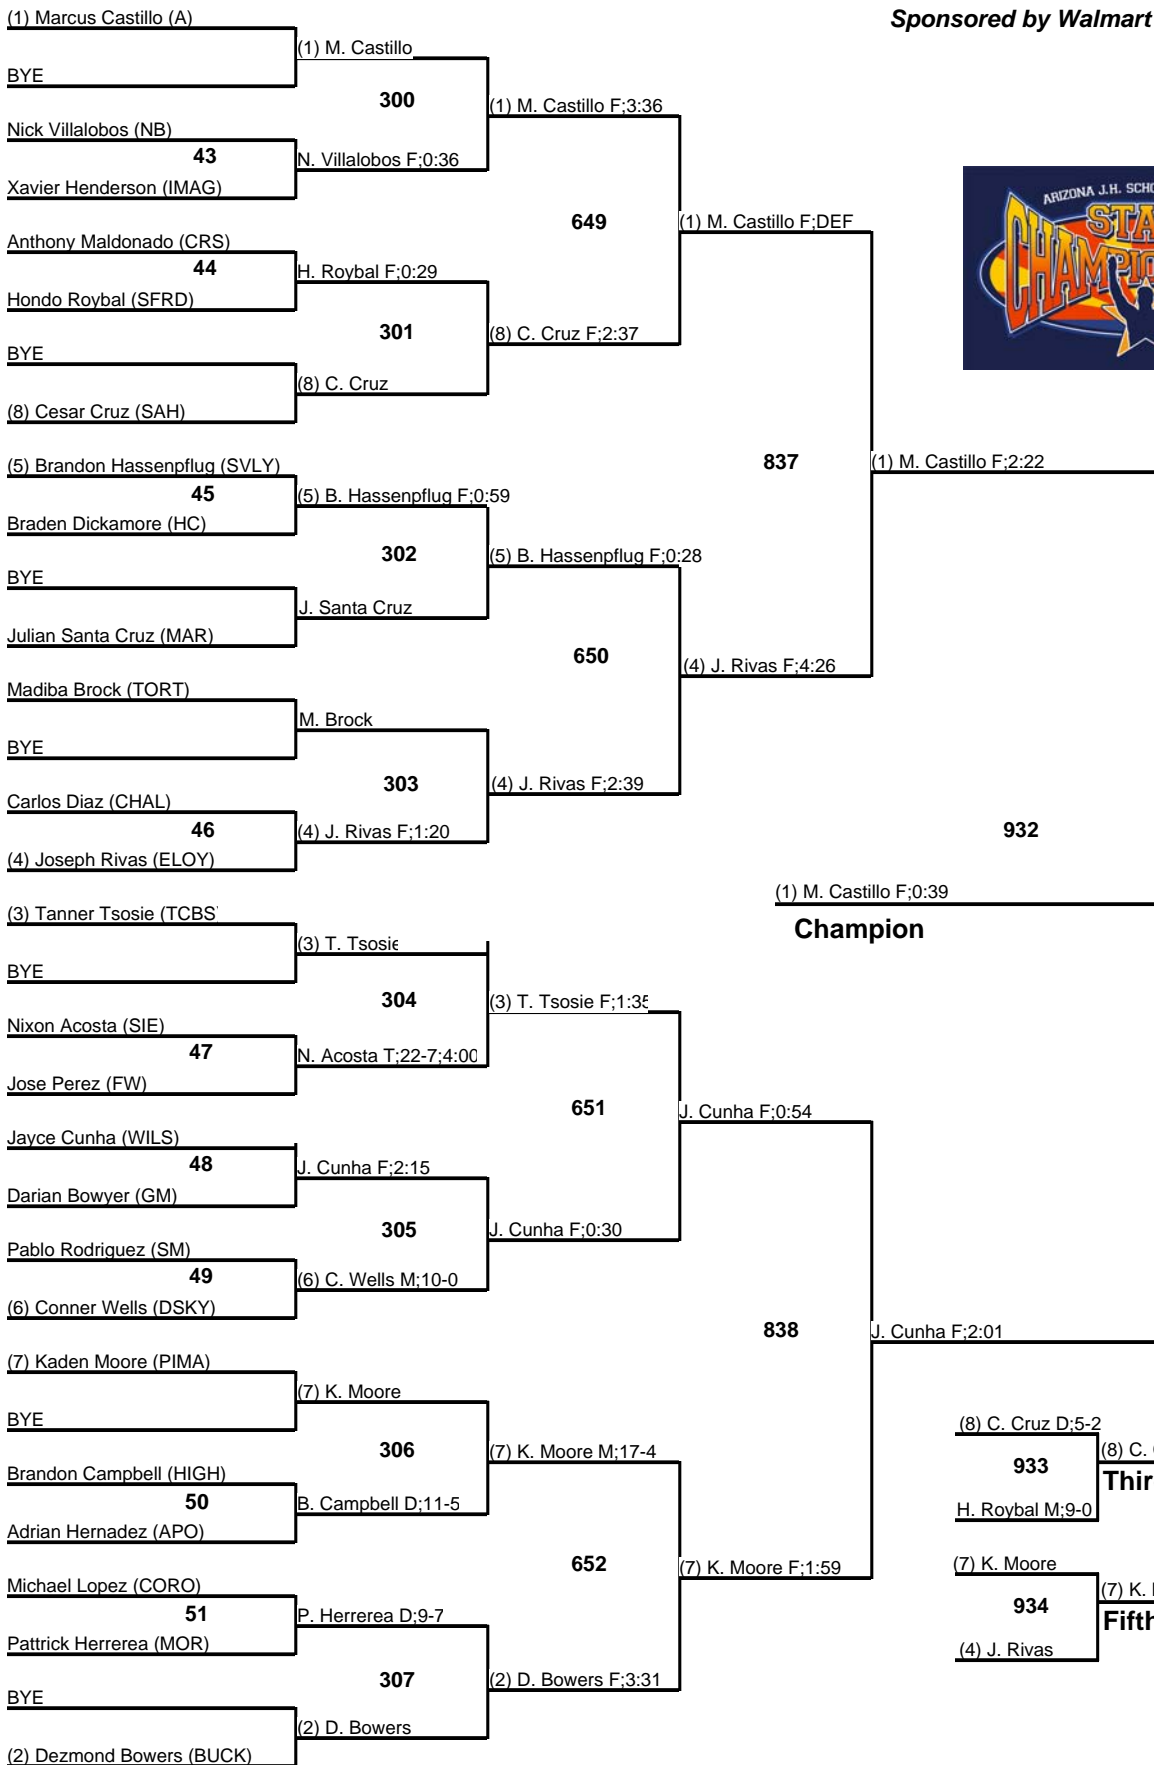 Sponsored by Walmart
(1) Marcus Castillo (A)
(1) M. Castillo
BYE
300
(1) M. Castillo F;3:36
Nick Villalobos (NB)
43
N. Villalobos F;0:36
Xavier Henderson (IMAG)
649
(1) M. Castillo F;DEF
ARIZONA J.H.
Anthony Maldonado (CRS)
44
H. Roybal F;0:29
Hondo Roybal (SFRD)
301
(8) C. Cruz F;2:37
BYE
(8) C. Cruz
(8) Cesar Cruz (SAH)
837
(1) M. Castillo F;2:22
(5) Brandon Hassenpflug (SVLY)
45
(5) B. Hassenpflug F;0:59
Braden Dickamore (HC)
302
(5) B. Hassenpflug F;0:28
BYE
J. Santa Cruz
Julian Santa Cruz (MAR)
650
(4) J. Rivas F;4:26
Madiba Brock (TORT)
M. Brock
BYE
303
(4) J. Rivas F;2:39
Carlos Diaz (CHAL)
46
(4) J. Rivas F;1:20
(4) Joseph Rivas (ELOY)
932
(1) M. Castillo F;0:39
Champion
(3) Tanner Tsosie (TCBS)
(3) T. Tsosie
BYE
304
(3) T. Tsosie F;1:35
Nixon Acosta (SIE)
47
N. Acosta T;22-7;4:00
Jose Perez (FW)
651
J. Cunha F;0:54
Jayce Cunha (WILS)
48
J. Cunha F;2:15
Darian Bowyer (GM)
305
J. Cunha F;0:30
Pablo Rodriguez (SM)
49
(6) C. Wells M;10-0
(6) Conner Wells (DSKY)
838
J. Cunha F;2:01
(7) Kaden Moore (PIMA)
(7) K. Moore
BYE
306
(7) K. Moore M;17-4
Brandon Campbell (HIGH)
50
B. Campbell D;11-5
Adrian Hernadez (APO)
652
(7) K. Moore F;1:59
Michael Lopez (CORO)
51
P. Herrerea D;9-7
Pattrick Herrerea (MOR)
307
(2) D. Bowers F;3:31
BYE
(2) D. Bowers
(2) Dezmond Bowers (BUCK)
(8) C. Cruz D;5-2
933
(8) C.
H. Roybal M;9-0
(7) K. Moore
934
(7) K.
(4) J. Rivas